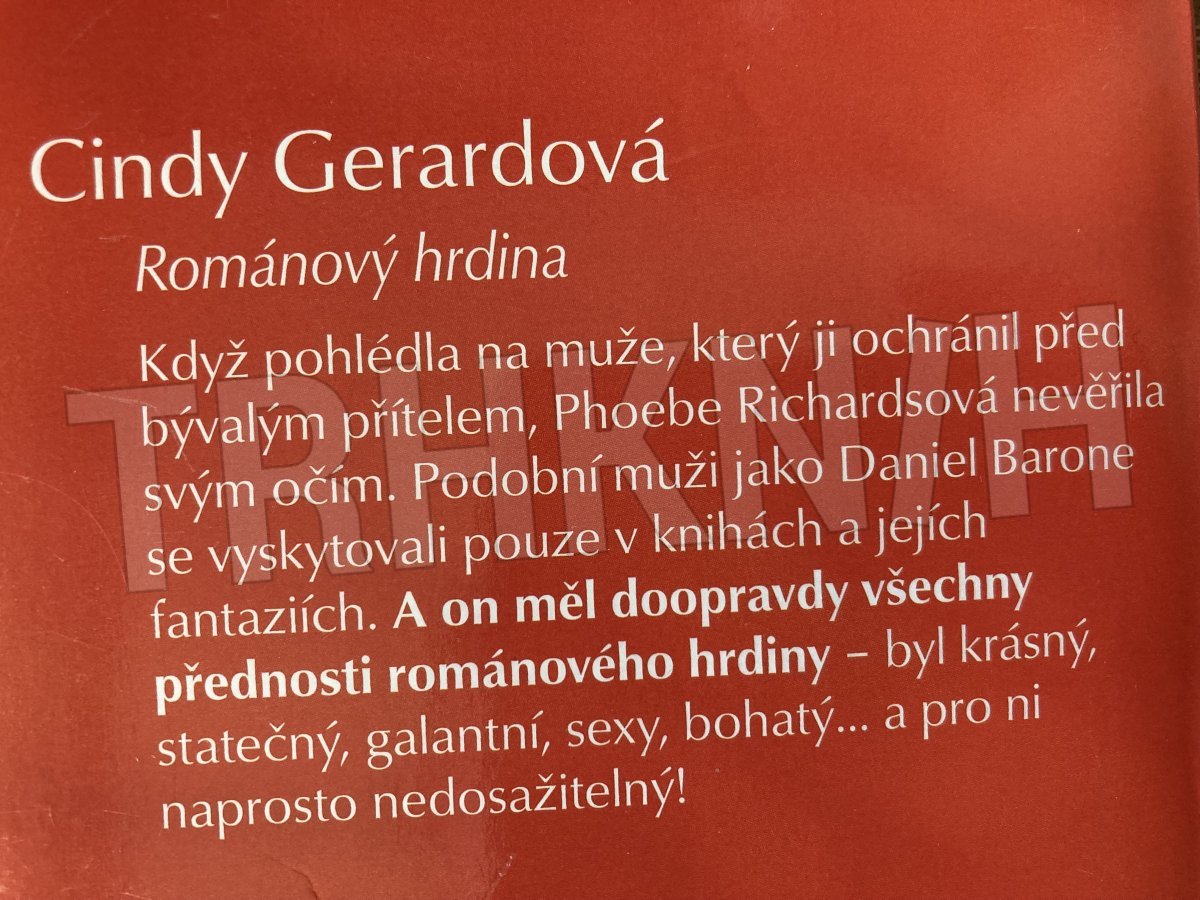 Cindy Gerardová
Románový hrdina
Když pohlédla na muže, který ji ochránil před
bývalým přítelem, Phoebe Richardsová nevěřila
svým očím. Podobní muži jako Daniel Barone
se vyskytovali pouze v knihách a jejích
fantaziích. A on měl doopravdy všechny
přednosti románového hrdiny – byl krásný,
statečný, galantní, sexy, bohatý... a pro ni
naprosto nedosažitelný!
TRHKN/H